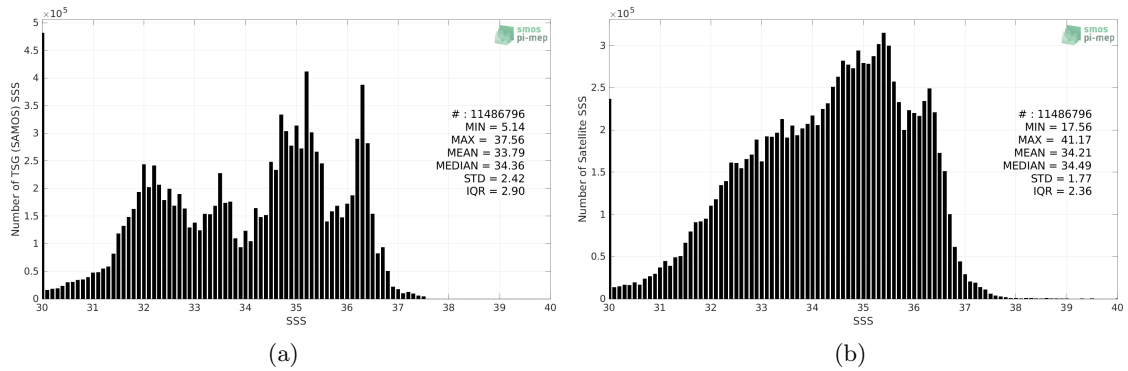 ×10⁵
5
4.5
4
3.5
3
2.5
2
1.5
1
0.5
0
Number of TSG (SAMOS) SSS
30 31 32 33 34 35 36 37 38 39 40
SSS
smos
pi-mep
# : 11486796
MIN = 5.14
MAX = 37.56
MEAN = 33.79
MEDIAN = 34.36
STD = 2.42
IQR = 2.90
(a)
×10⁵
3
2.5
2
1.5
1
0.5
0
Number of Satellite SSS
30 31 32 33 34 35 36 37 38 39 40
SSS
smos
pi-mep
# : 11486796
MIN = 17.56
MAX = 41.17
MEAN = 34.21
MEDIAN = 34.49
STD = 1.77
IQR = 2.36
(b)